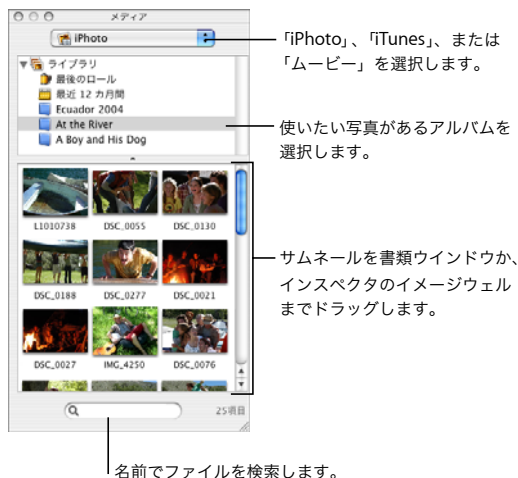 メディア
iPhoto
ライブラリ
最後のロール
最近 12 カ月間
Ecuador 2004
At the River
A Boy and His Dog
L1010738 DSC_0055 DSC_0130
DSC_0188 DSC_0277 DSC_0021
DSC_0027 IMG_4250 DSC_0076
25項目
「iPhoto」、「iTunes」、または
「ムービー」を選択します。
使いたい写真があるアルバムを
選択します。
サムネールを書類ウインドウか、
インスペクタのイメージウェル
までドラッグします。
名前でファイルを検索します。